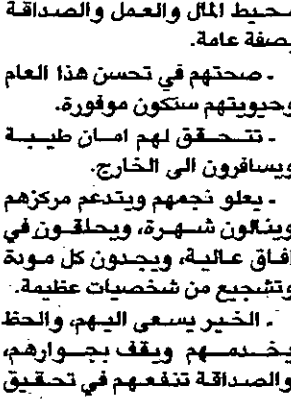 محيط المال والعمل والصداقة
بصفة عامة.
ـ صحتهم في تحسن هذا العام
وحيويتهم ستكون موفورة.
ـ تتحقق لهم امان طيبة
ويسافرون الى الخارج.
ـ يعلو نجمهم ويتدعم مركزهم
وينالون شهرة، ويحلقون في
افاق عالية، ويجدون كل مودة
وتشجيع من شخصيات عظيمة.
ـ الخير يسعى اليهم، والحظ
يخدمهم ويقف بجوارهم،
والصداقة تنفعهم في تحقيق